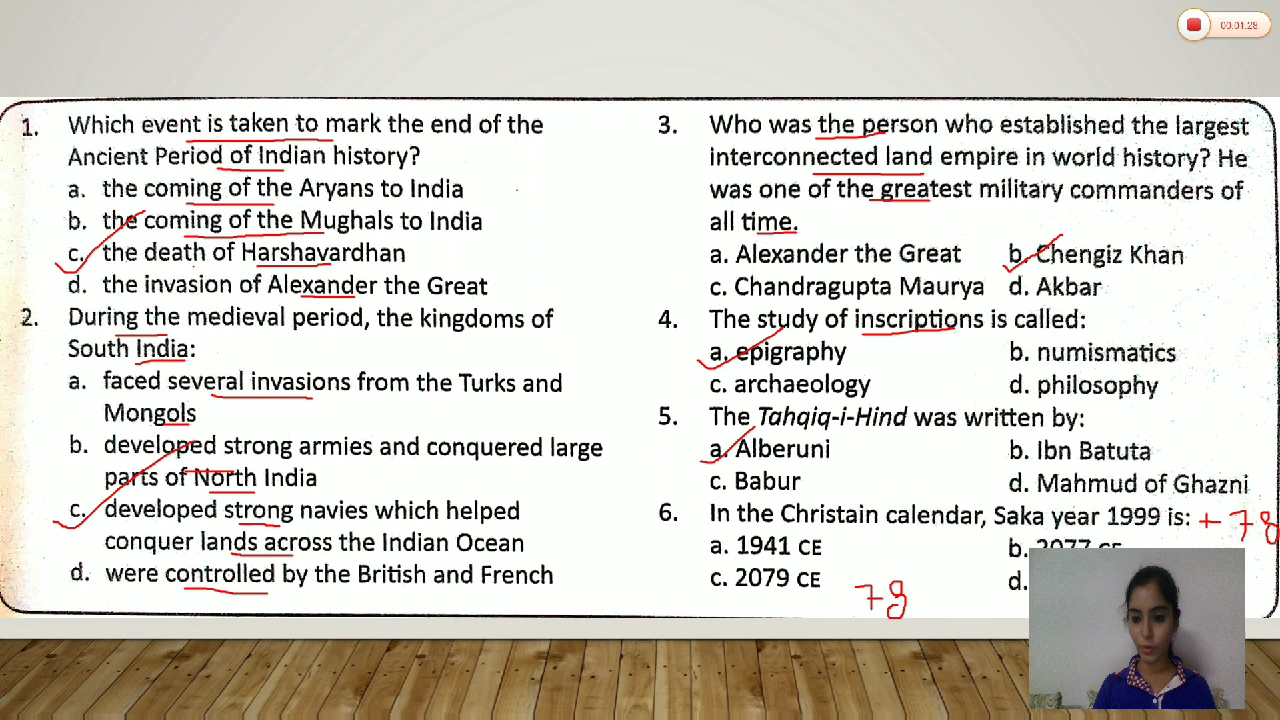 00:01:28
1. Which event is taken to mark the end of the
Ancient Period of Indian history?
a. the coming of the Aryans to India
b. the coming of the Mughals to India
c. the death of Harshavardhan
d. the invasion of Alexander the Great
2. During the medieval period, the kingdoms of
South India:
a. faced several invasions from the Turks and
Mongols
b. developed strong armies and conquered large
parts of North India
c. developed strong navies which helped
conquer lands across the Indian Ocean
d. were controlled by the British and French
3. Who was the person who established the largest
interconnected land empire in world history? He
was one of the greatest military commanders of
all time.
a. Alexander the Great b. Chengiz Khan
c. Chandragupta Maurya d. Akbar
4. The study of inscriptions is called:
a. epigraphy b. numismatics
c. archaeology d. philosophy
5. The Tahqiq-i-Hind was written by:
a. Alberuni b. Ibn Batuta
c. Babur d. Mahmud of Ghazni
6. In the Christain calendar, Saka year 1999 is: + 78
a. 1941 CE b. 2077 CE
c. 2079 CE d.
78